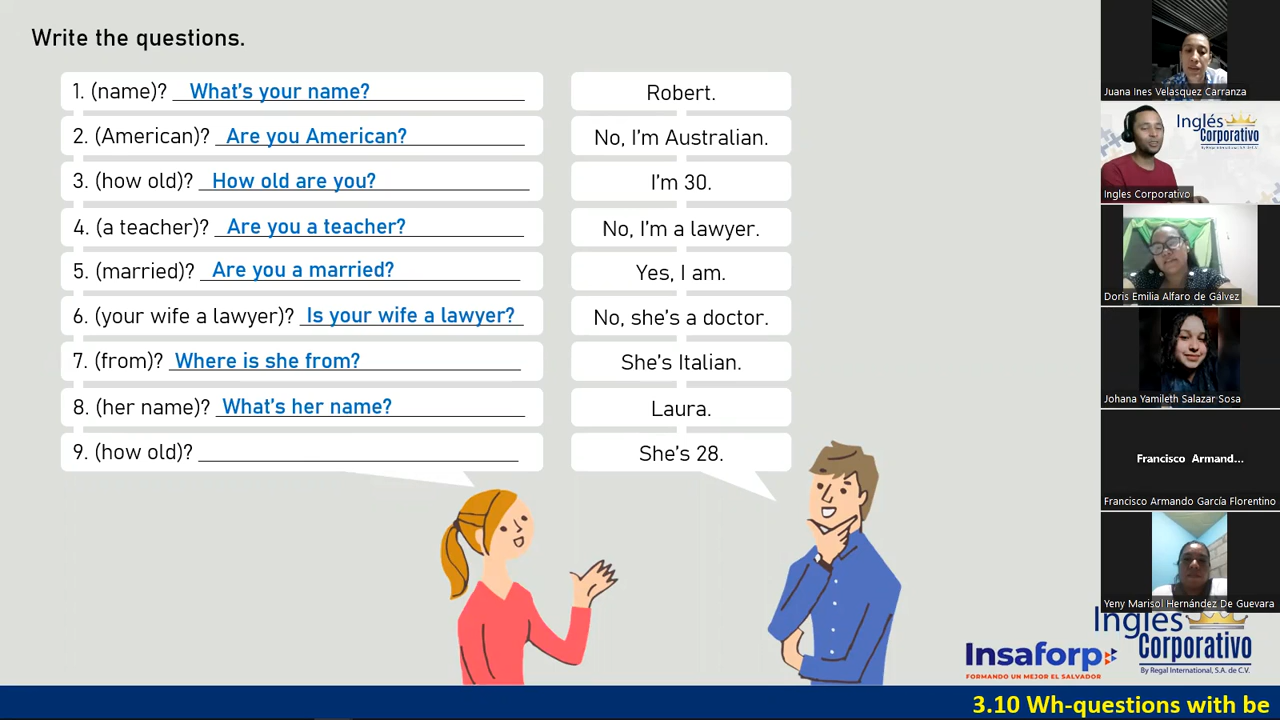 Write the questions.
1. (name)? What's your name?
Robert.
2. (American)? Are you American?
No, I'm Australian.
3. (how old)? How old are you?
I'm 30.
4. (a teacher)? Are you a teacher?
No, I'm a lawyer.
5. (married)? Are you a married?
Yes, I am.
6. (your wife a lawyer)? Is your wife a lawyer?
No, she's a doctor.
7. (from)? Where is she from?
She's Italian.
8. (her name)? What's her name?
Laura.
9. (how old)?
She's 28.
Juana Ines Velasquez Carranza
Inglés
Corporativo
By Regal International, S.A. de C.V.
Ingles Corporativo
Doris Emilia Alfaro de Gálvez
Johana Yamileth Salazar Sosa
Francisco Armand...
Francisco Armando García Florentino
Yeny Marisol Hernández De Guevara
Insaforp
FORMANDO UN MEJOR EL SALVADOR
Inglés
Corporativo
By Regal International, S.A. de C.V.
3.10 Wh-questions with be